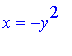 x = −y²